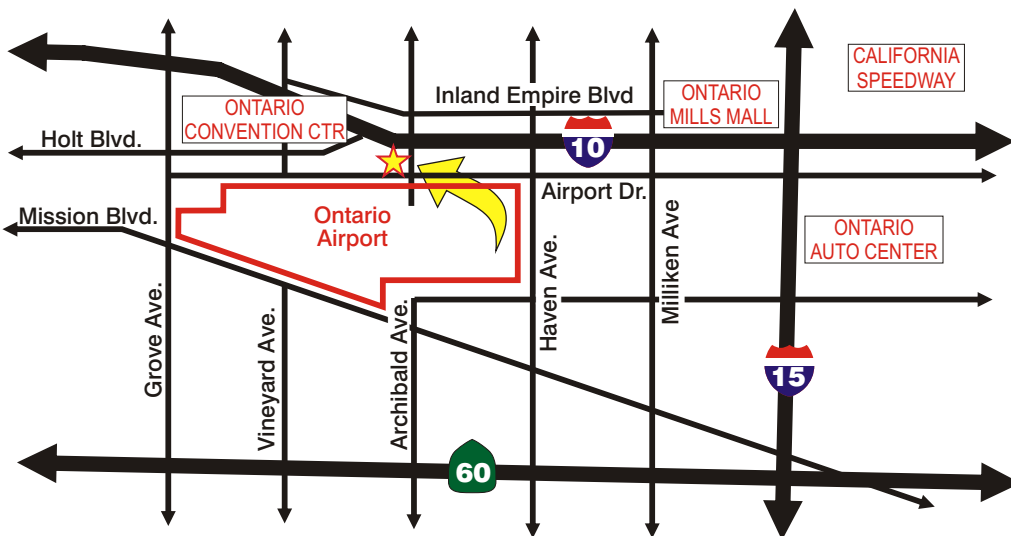 CALIFORNIA
SPEEDWAY
Inland Empire Blvd
ONTARIO
MILLS MALL
ONTARIO
CONVENTION CTR
Holt Blvd.
10
Airport Dr.
Mission Blvd.
Ontario
Airport
ONTARIO
AUTO CENTER
Grove Ave.
Vineyard Ave.
Archibald Ave.
Haven Ave.
Milliken Ave
15
60